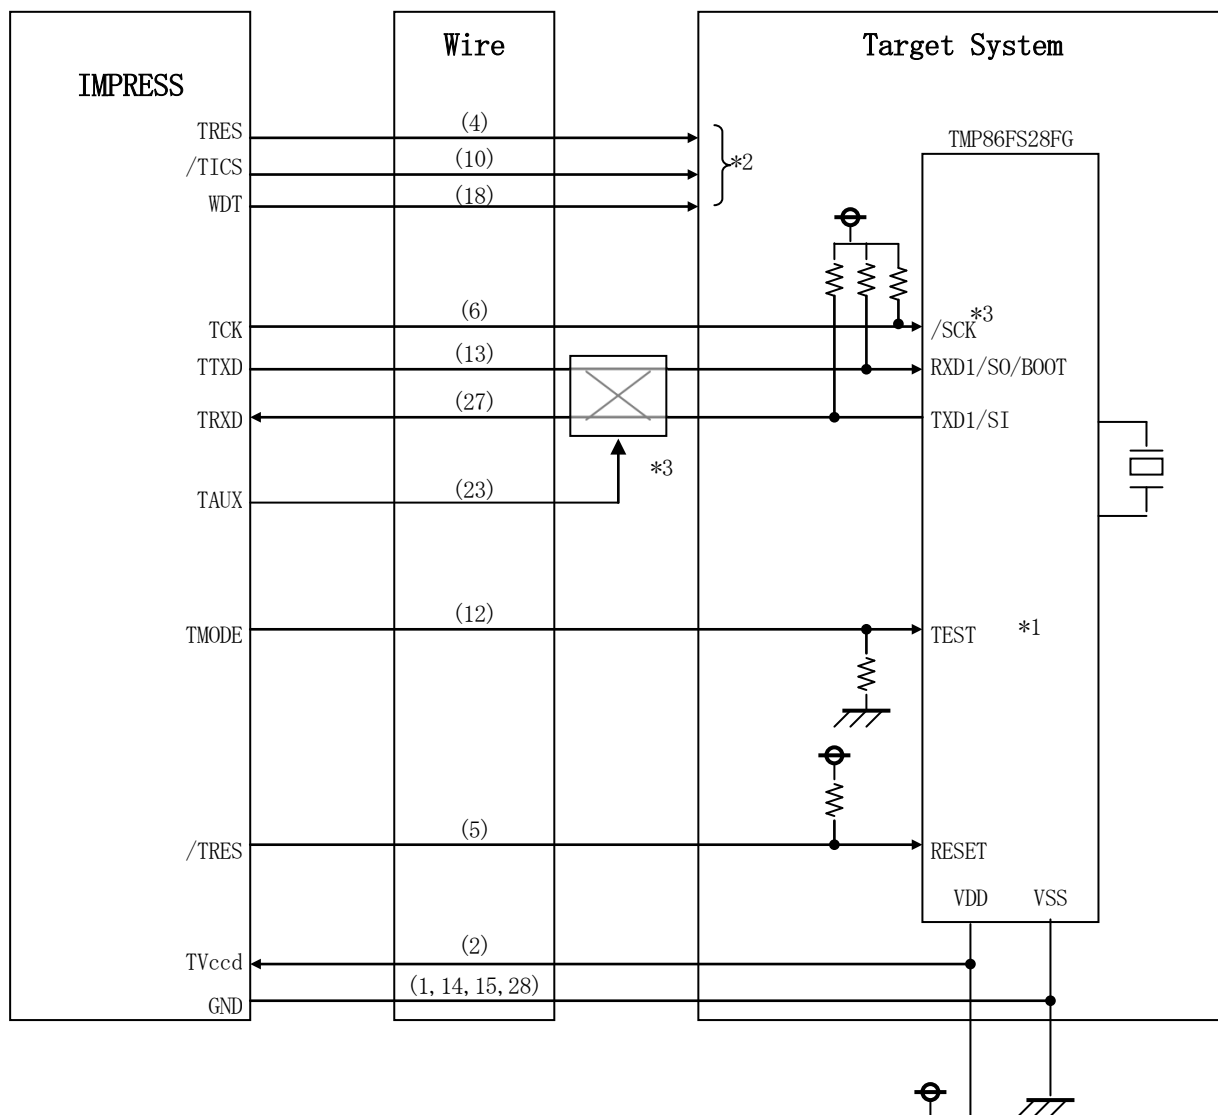 Wire
Target System
IMPRESS
TRES
(4)
TMP86FS28FG
/TICS
(10)
*2
WDT
(18)
TCK
(6)
/SCK
*3
TTXD
(13)
RXD1/SO/BOOT
TRXD
(27)
TXD1/SI
*3
TAUX
(23)
TMODE
(12)
TEST
*1
/TRES
(5)
RESET
VDD
VSS
TVccd
(2)
GND
(1, 14, 15, 28)